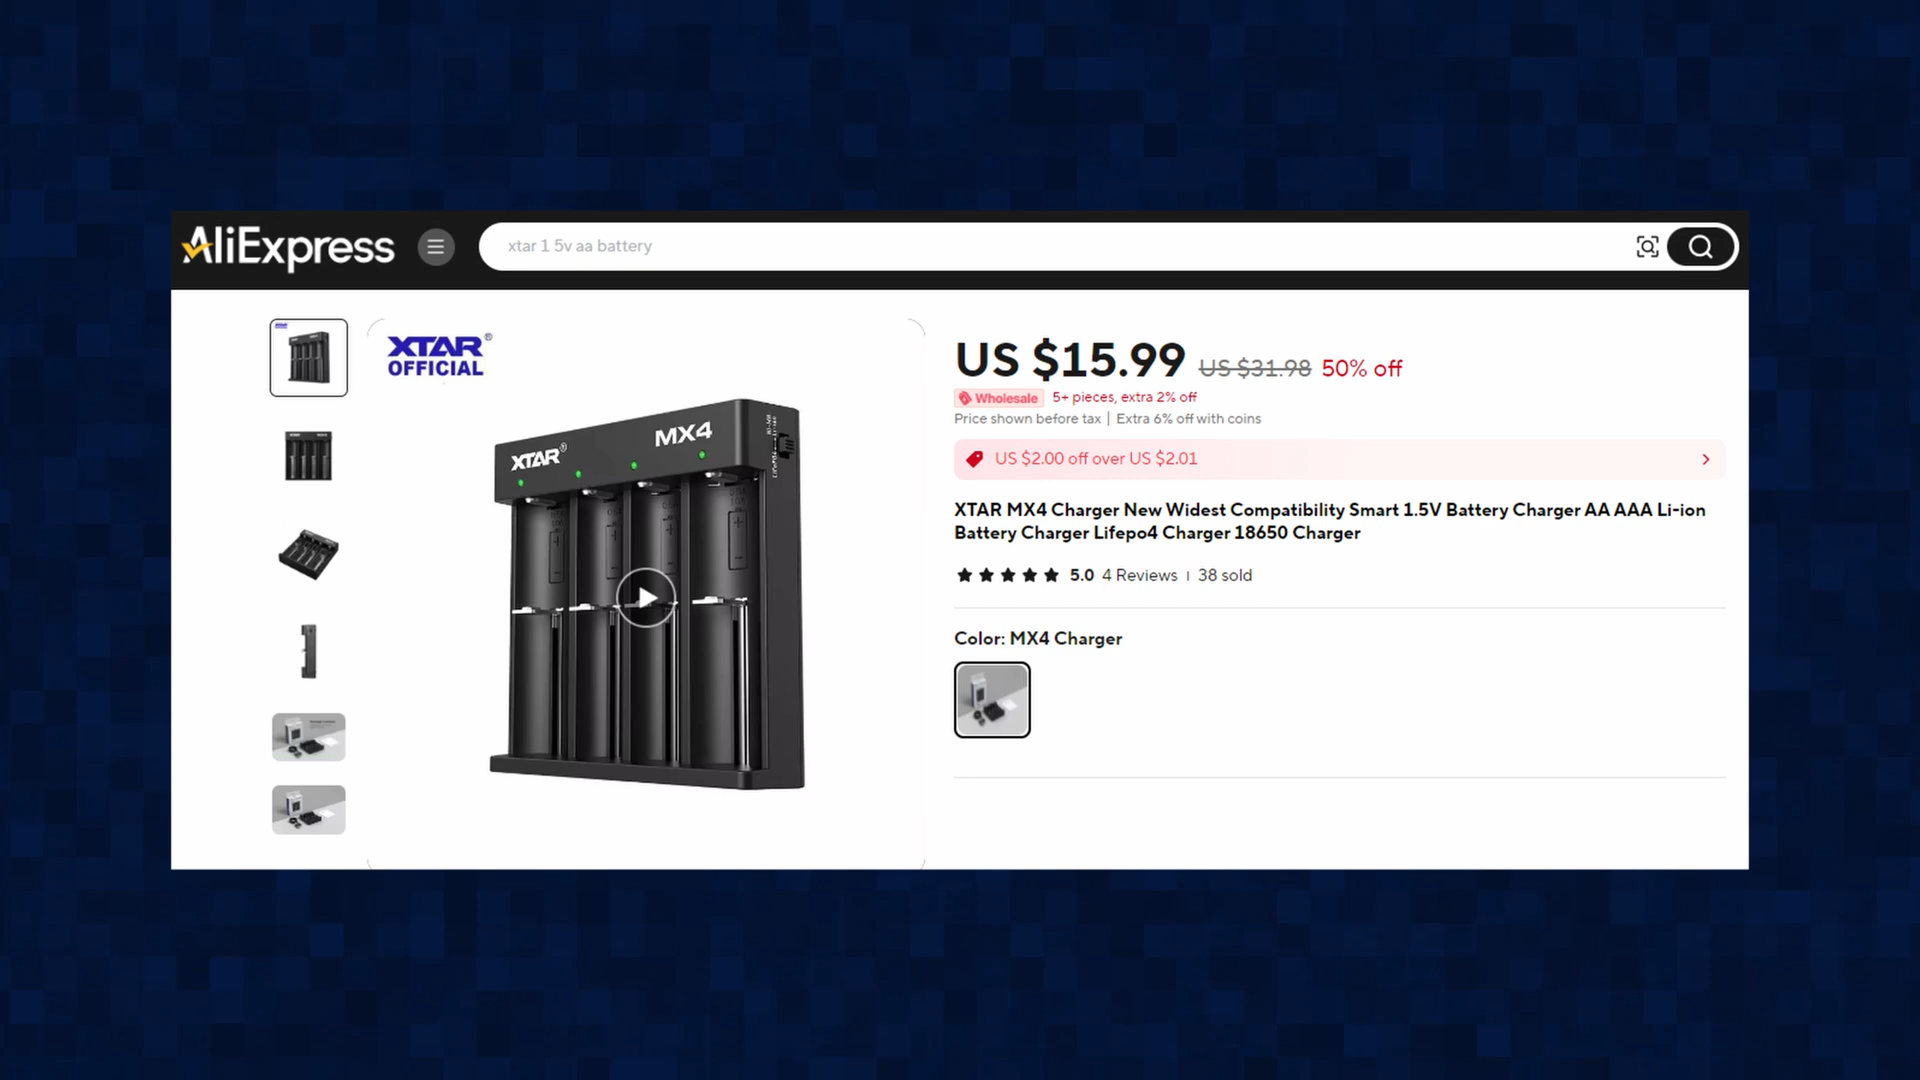 AliExpress
xtar 1 5v aa battery
XTAR®
OFFICIAL
XTAR®
MX4
US $15.99 US $31.98 50% off
Wholesale 5+ pieces, extra 2% off
Price shown before tax | Extra 6% off with coins
US $2.00 off over US $2.01
XTAR MX4 Charger New Widest Compatibility Smart 1.5V Battery Charger AA AAA Li-ion
Battery Charger Lifepo4 Charger 18650 Charger
5.0 4 Reviews | 38 sold
Color: MX4 Charger